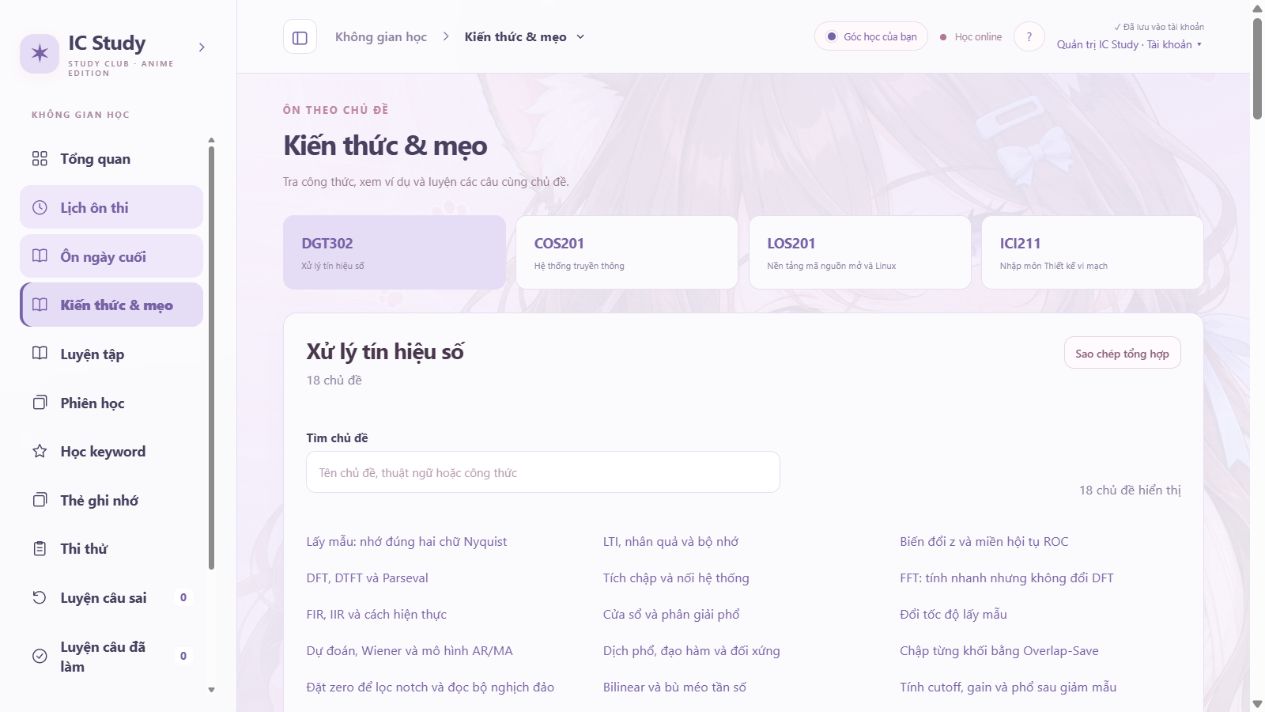 IC Study
STUDY CLUB · ANIME
EDITION
KHÔNG GIAN HỌC
Tổng quan
Lịch ôn thi
Ôn ngày cuối
Kiến thức & mẹo
Luyện tập
Phiên học
Học keyword
Thẻ ghi nhớ
Thi thử
Luyện câu sai 0
Luyện câu đã
làm 0
Không gian học > Kiến thức & mẹo
Góc học của bạn
Học online
?
✓ Đã lưu vào tài khoản
Quản trị IC Study · Tài khoản
ÔN THEO CHỦ ĐỀ
Kiến thức & mẹo
Tra công thức, xem ví dụ và luyện các câu cùng chủ đề.
DGT302
Xử lý tín hiệu số
COS201
Hệ thống truyền thông
LOS201
Nền tảng mã nguồn mở và Linux
ICI211
Nhập môn Thiết kế vi mạch
Xử lý tín hiệu số
18 chủ đề
Sao chép tổng hợp
Tìm chủ đề
Tên chủ đề, thuật ngữ hoặc công thức
18 chủ đề hiển thị
Lấy mẫu: nhớ đúng hai chữ Nyquist
LTI, nhân quả và bộ nhớ
Biến đổi z và miền hội tụ ROC
DFT, DTFT và Parseval
Tích chập và nối hệ thống
FFT: tính nhanh nhưng không đổi DFT
FIR, IIR và cách hiện thực
Cửa sổ và phân giải phổ
Đổi tốc độ lấy mẫu
Dự đoán, Wiener và mô hình AR/MA
Dịch phổ, đạo hàm và đối xứng
Chập từng khối bằng Overlap-Save
Đặt zero để lọc notch và đọc bộ nghịch đảo
Bilinear và bù méo tần số
Tính cutoff, gain và phổ sau giảm mẫu